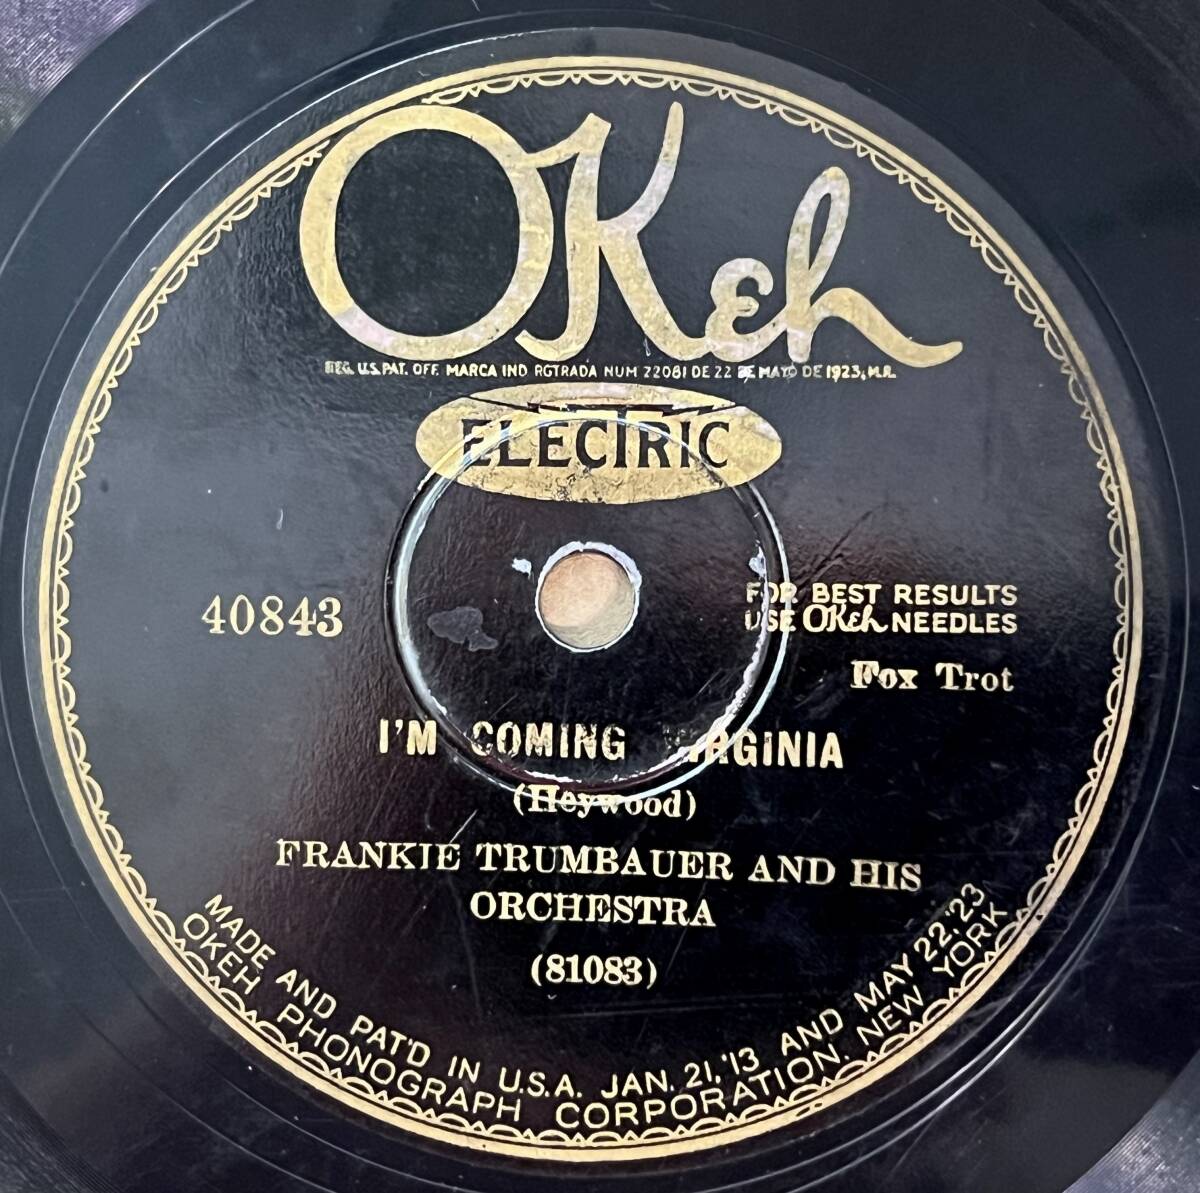 OKeh
REG. U.S. PAT. OFF. MARCA IND RGTRADA NUM 22081 DE 22 DE MAYO DE 1923, M.R.
ELECTRIC
40843
FOR BEST RESULTS
USE OKeh NEEDLES
Fox Trot
I'M COMING VIRGINIA
(Heywood)
FRANKIE TRUMBAUER AND HIS
ORCHESTRA
(81083)
MADE AND PAT'D IN U.S.A. JAN. 21, '13 AND MAY 22, '23
OKEH PHONOGRAPH CORPORATION. NEW YORK